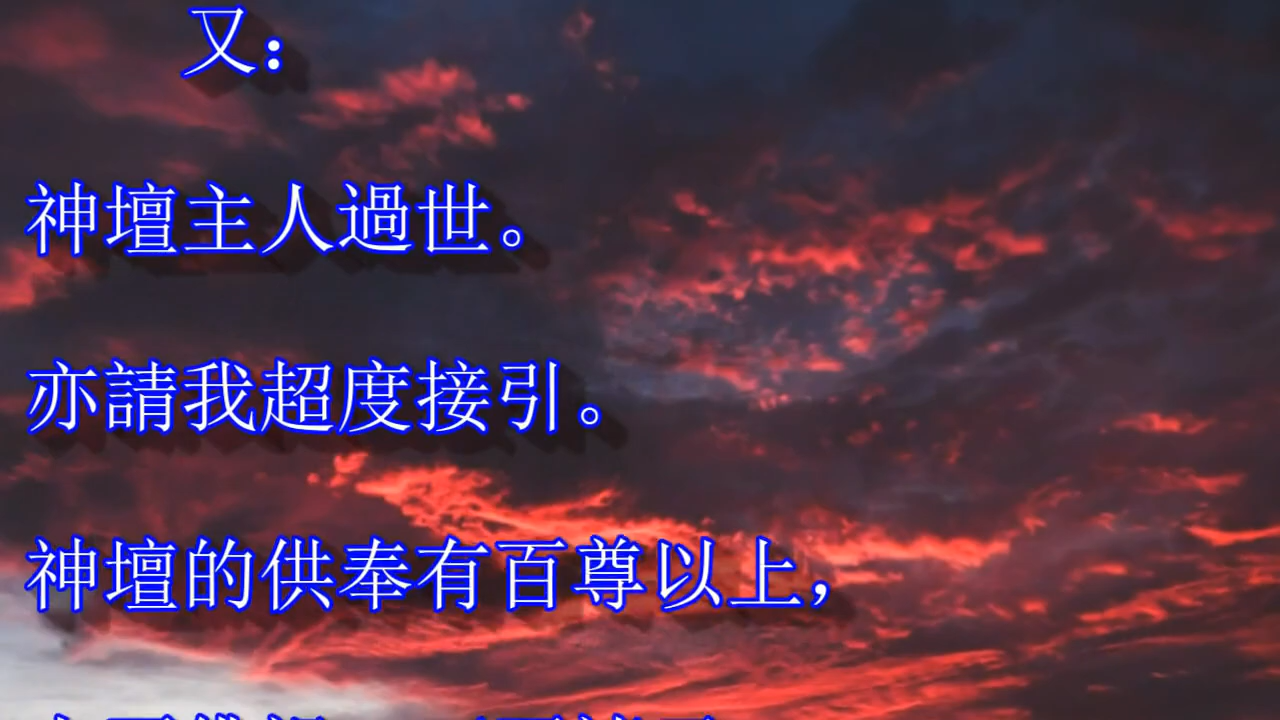 又：
神壇主人過世。
亦請我超度接引。
神壇的供奉有百尊以上，